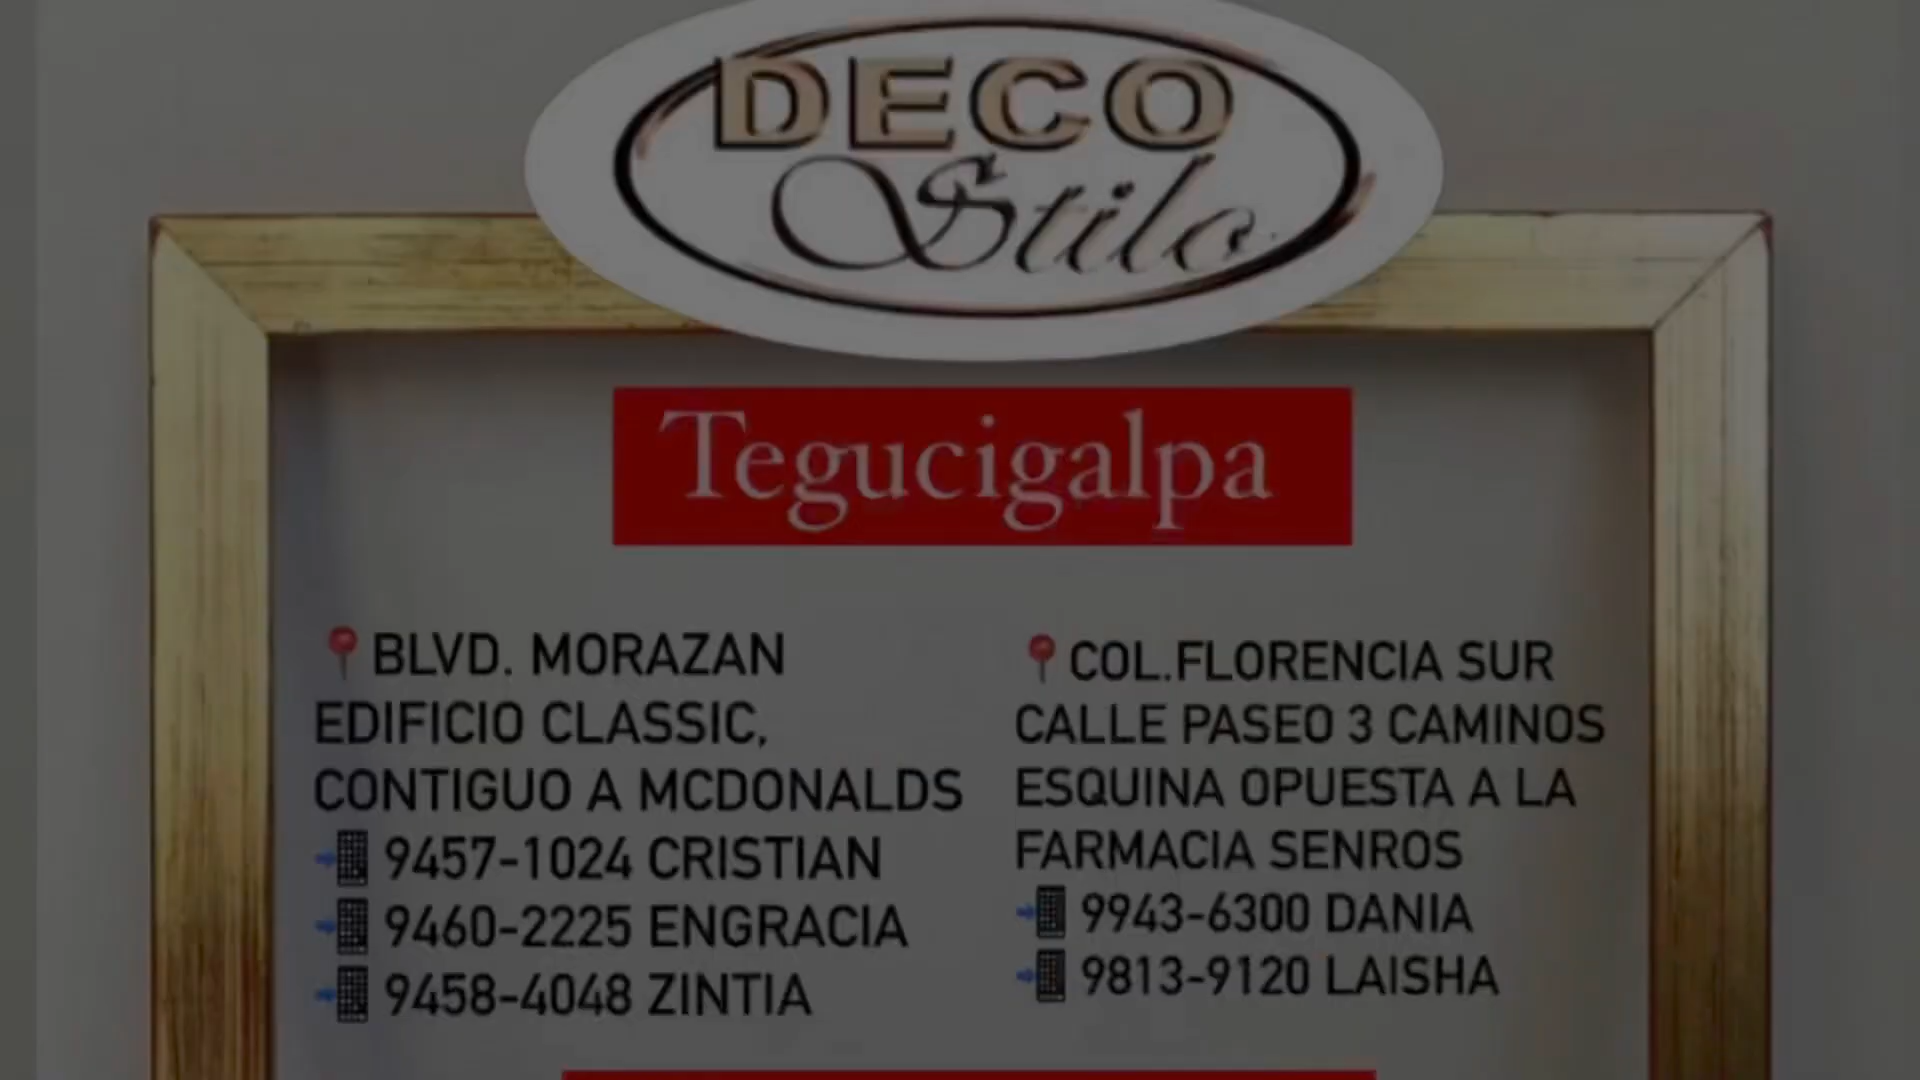 DECO
Stilo
Tegucigalpa
BLVD. MORAZAN
EDIFICIO CLASSIC,
CONTIGUO A MCDONALDS
9457-1024 CRISTIAN
9460-2225 ENGRACIA
9458-4048 ZINTIA
COL.FLORENCIA SUR
CALLE PASEO 3 CAMINOS
ESQUINA OPUESTA A LA
FARMACIA SENROS
9943-6300 DANIA
9813-9120 LAISHA